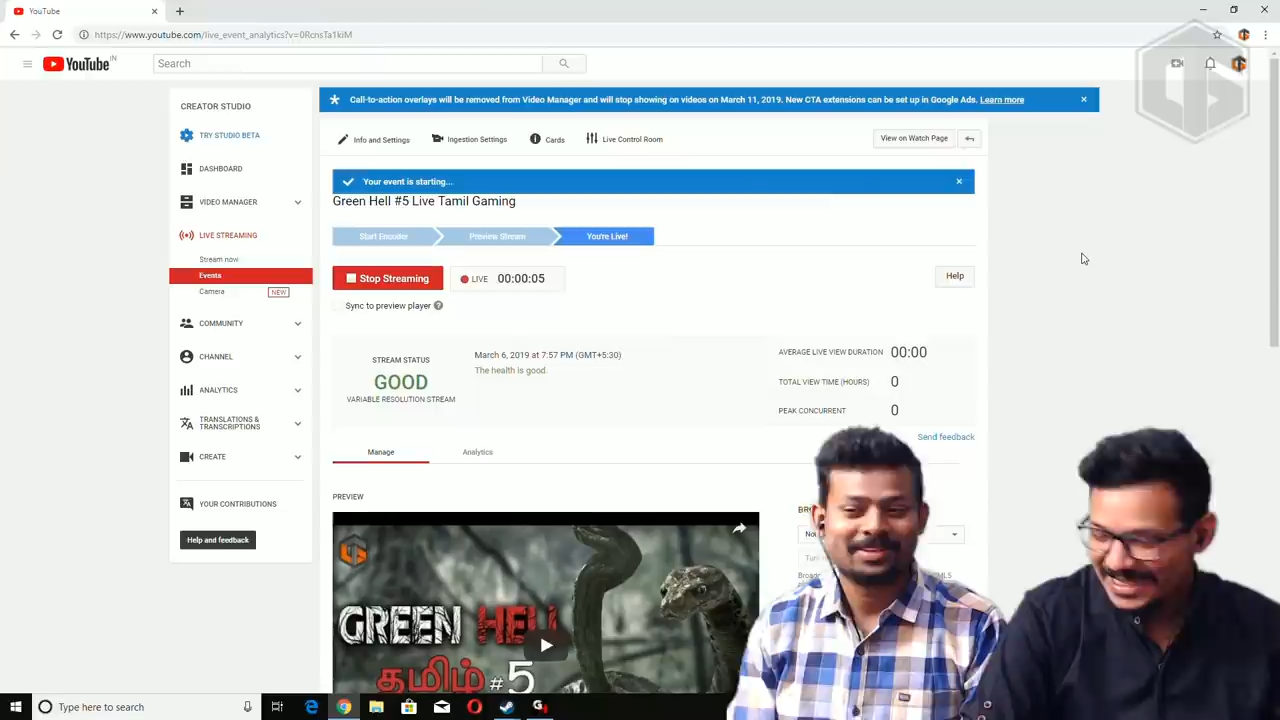 YouTube
https://www.youtube.com/live_event_analytics?v=0RcnsTa1kiM
YouTube IN
Search
CREATOR STUDIO
TRY STUDIO BETA
DASHBOARD
VIDEO MANAGER
LIVE STREAMING
Stream now
Events
Camera
NEW
COMMUNITY
CHANNEL
ANALYTICS
TRANSLATIONS &
TRANSCRIPTIONS
CREATE
YOUR CONTRIBUTIONS
Help and feedback
Call-to-action overlays will be removed from Video Manager and will stop showing on videos on March 11, 2019. New CTA extensions can be set up in Google Ads. Learn more
Info and Settings
Ingestion Settings
Cards
Live Control Room
View on Watch Page
Your event is starting...
Green Hell #5 Live Tamil Gaming
Start Encoder
Preview Stream
You're Live!
Stop Streaming
LIVE 00:00:05
Help
Sync to preview player
STREAM STATUS
GOOD
VARIABLE RESOLUTION STREAM
March 6, 2019 at 7:57 PM (GMT+5:30)
The health is good.
AVERAGE LIVE VIEW DURATION 00:00
TOTAL VIEW TIME (HOURS) 0
PEAK CONCURRENT 0
Send feedback
Manage
Analytics
PREVIEW
GREEN HELL
தமிழ் #5
Type here to search